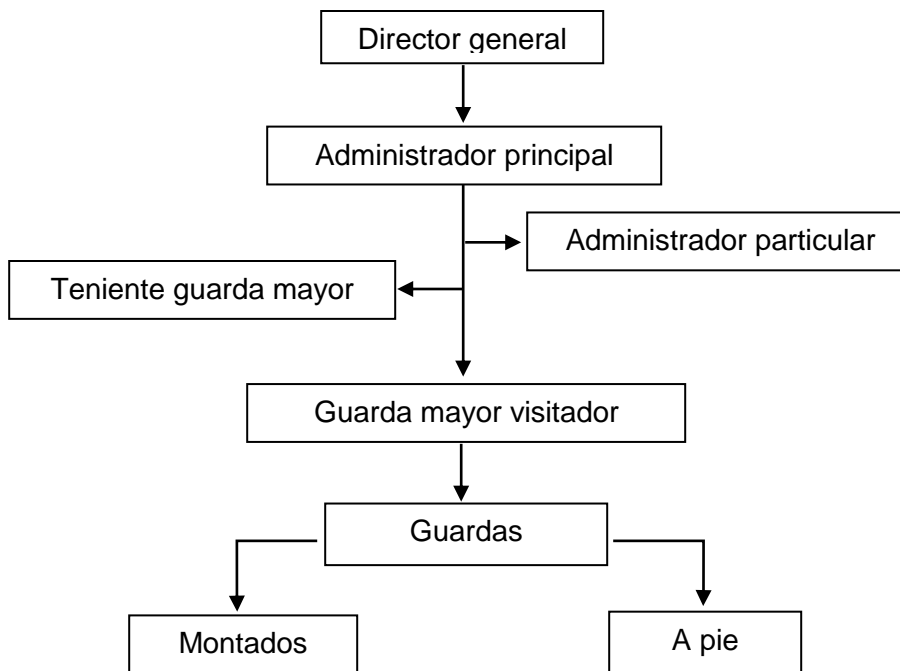 Director general
Administrador principal
Administrador particular
Teniente guarda mayor
Guarda mayor visitador
Guardas
Montados
A pie